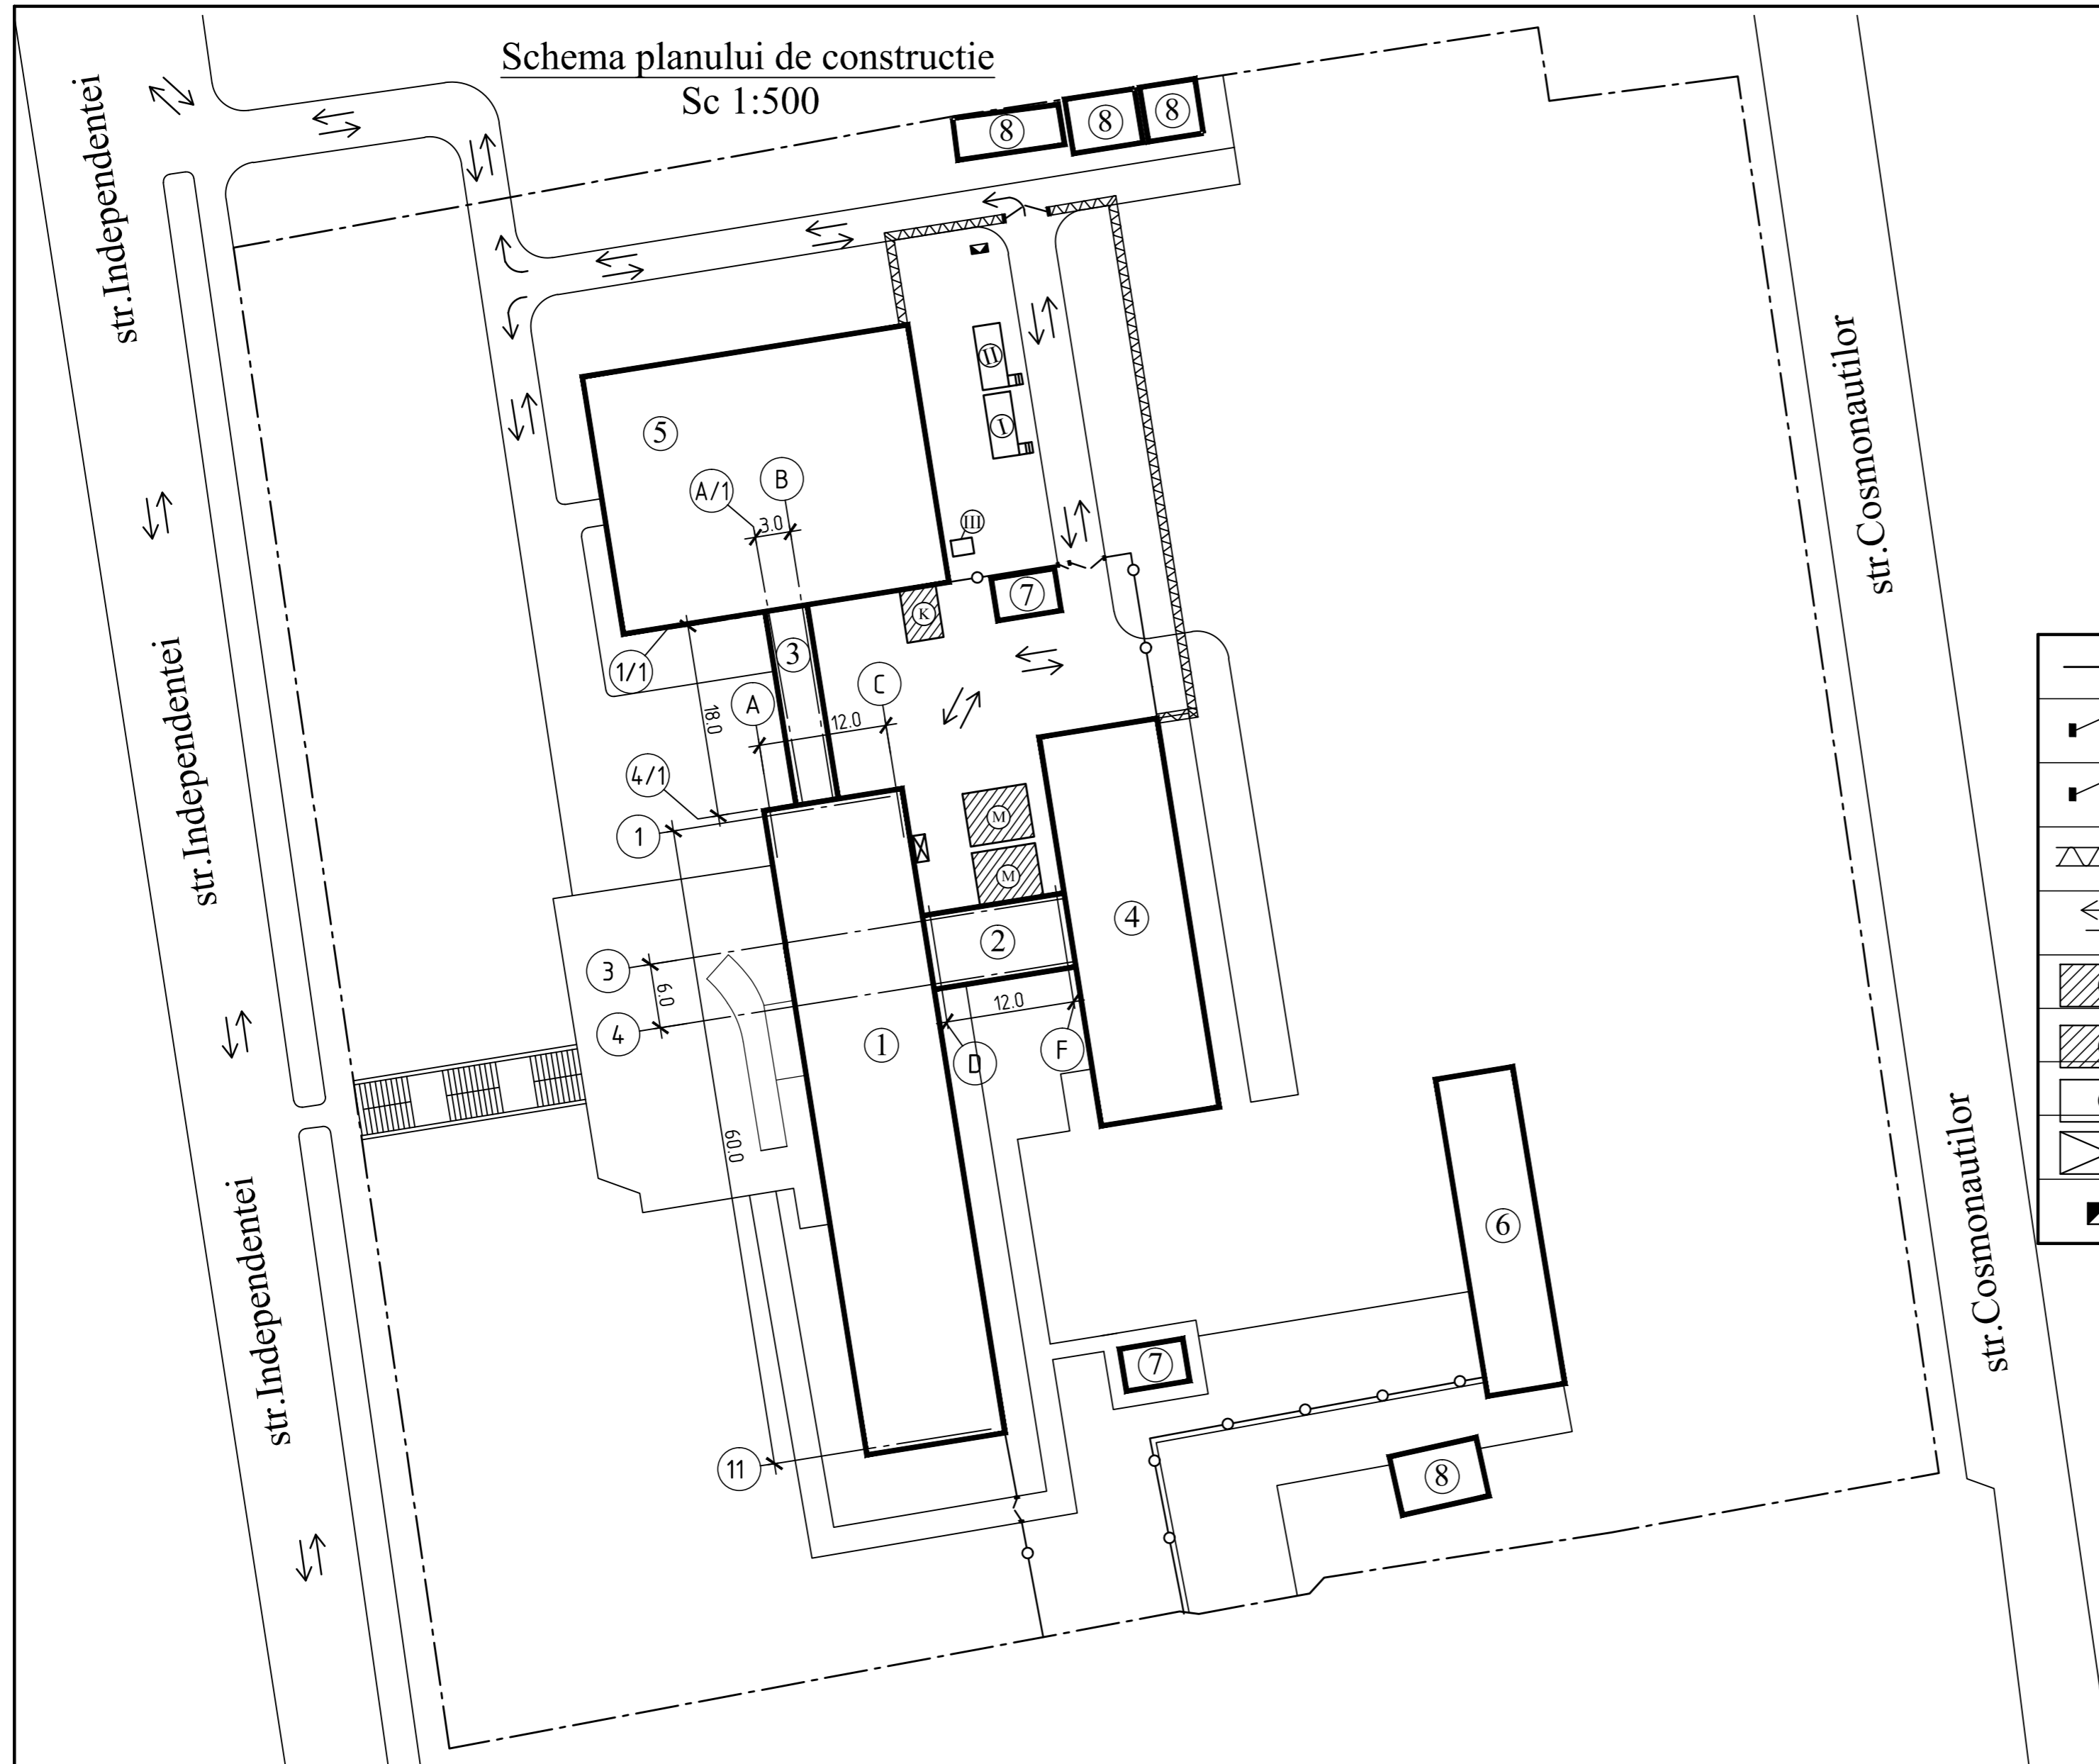 Schema planului de constructie
Sc 1:500
str.Independentei
str.Independentei
str.Independentei
str.Cosmonautilor
str.Cosmonautilor
8
8
8
II
I
5
A/1
B
3.0
III
7
K
3
1/1
A
C
18.0
12.0
4/1
1
M
M
4
2
3
6.0
4
12.0
1
D
F
60.0
6
7
11
8